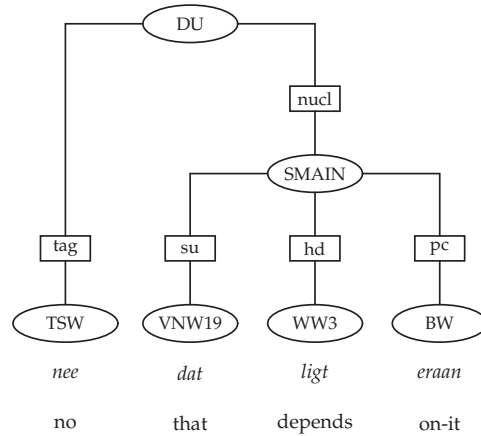 DU
nucl
SMAIN
tag su hd pc
TSW VNW19 WW3 BW
nee dat ligt eraan
no that depends on-it